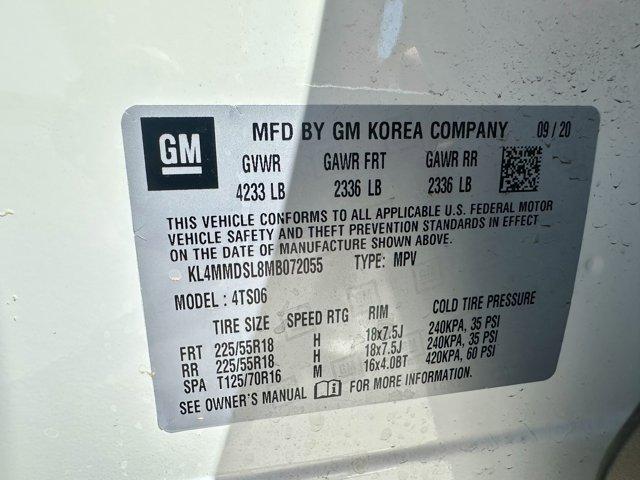 GM
MFD BY GM KOREA COMPANY 09/20
GVWR GAWR FRT GAWR RR
4233 LB 2336 LB 2336 LB
THIS VEHICLE CONFORMS TO ALL APPLICABLE U.S. FEDERAL MOTOR
VEHICLE SAFETY AND THEFT PREVENTION STANDARDS IN EFFECT
ON THE DATE OF MANUFACTURE SHOWN ABOVE.
KL4MMDSL8MB072055 TYPE: MPV
MODEL: 4TS06
TIRE SIZE SPEED RTG RIM COLD TIRE PRESSURE
FRT 225/55R18 H 18x7.5J 240KPA, 35 PSI
RR 225/55R18 H 18x7.5J 240KPA, 35 PSI
SPA T125/70R16 M 16x4.0BT 420KPA, 60 PSI
SEE OWNER'S MANUAL FOR MORE INFORMATION.